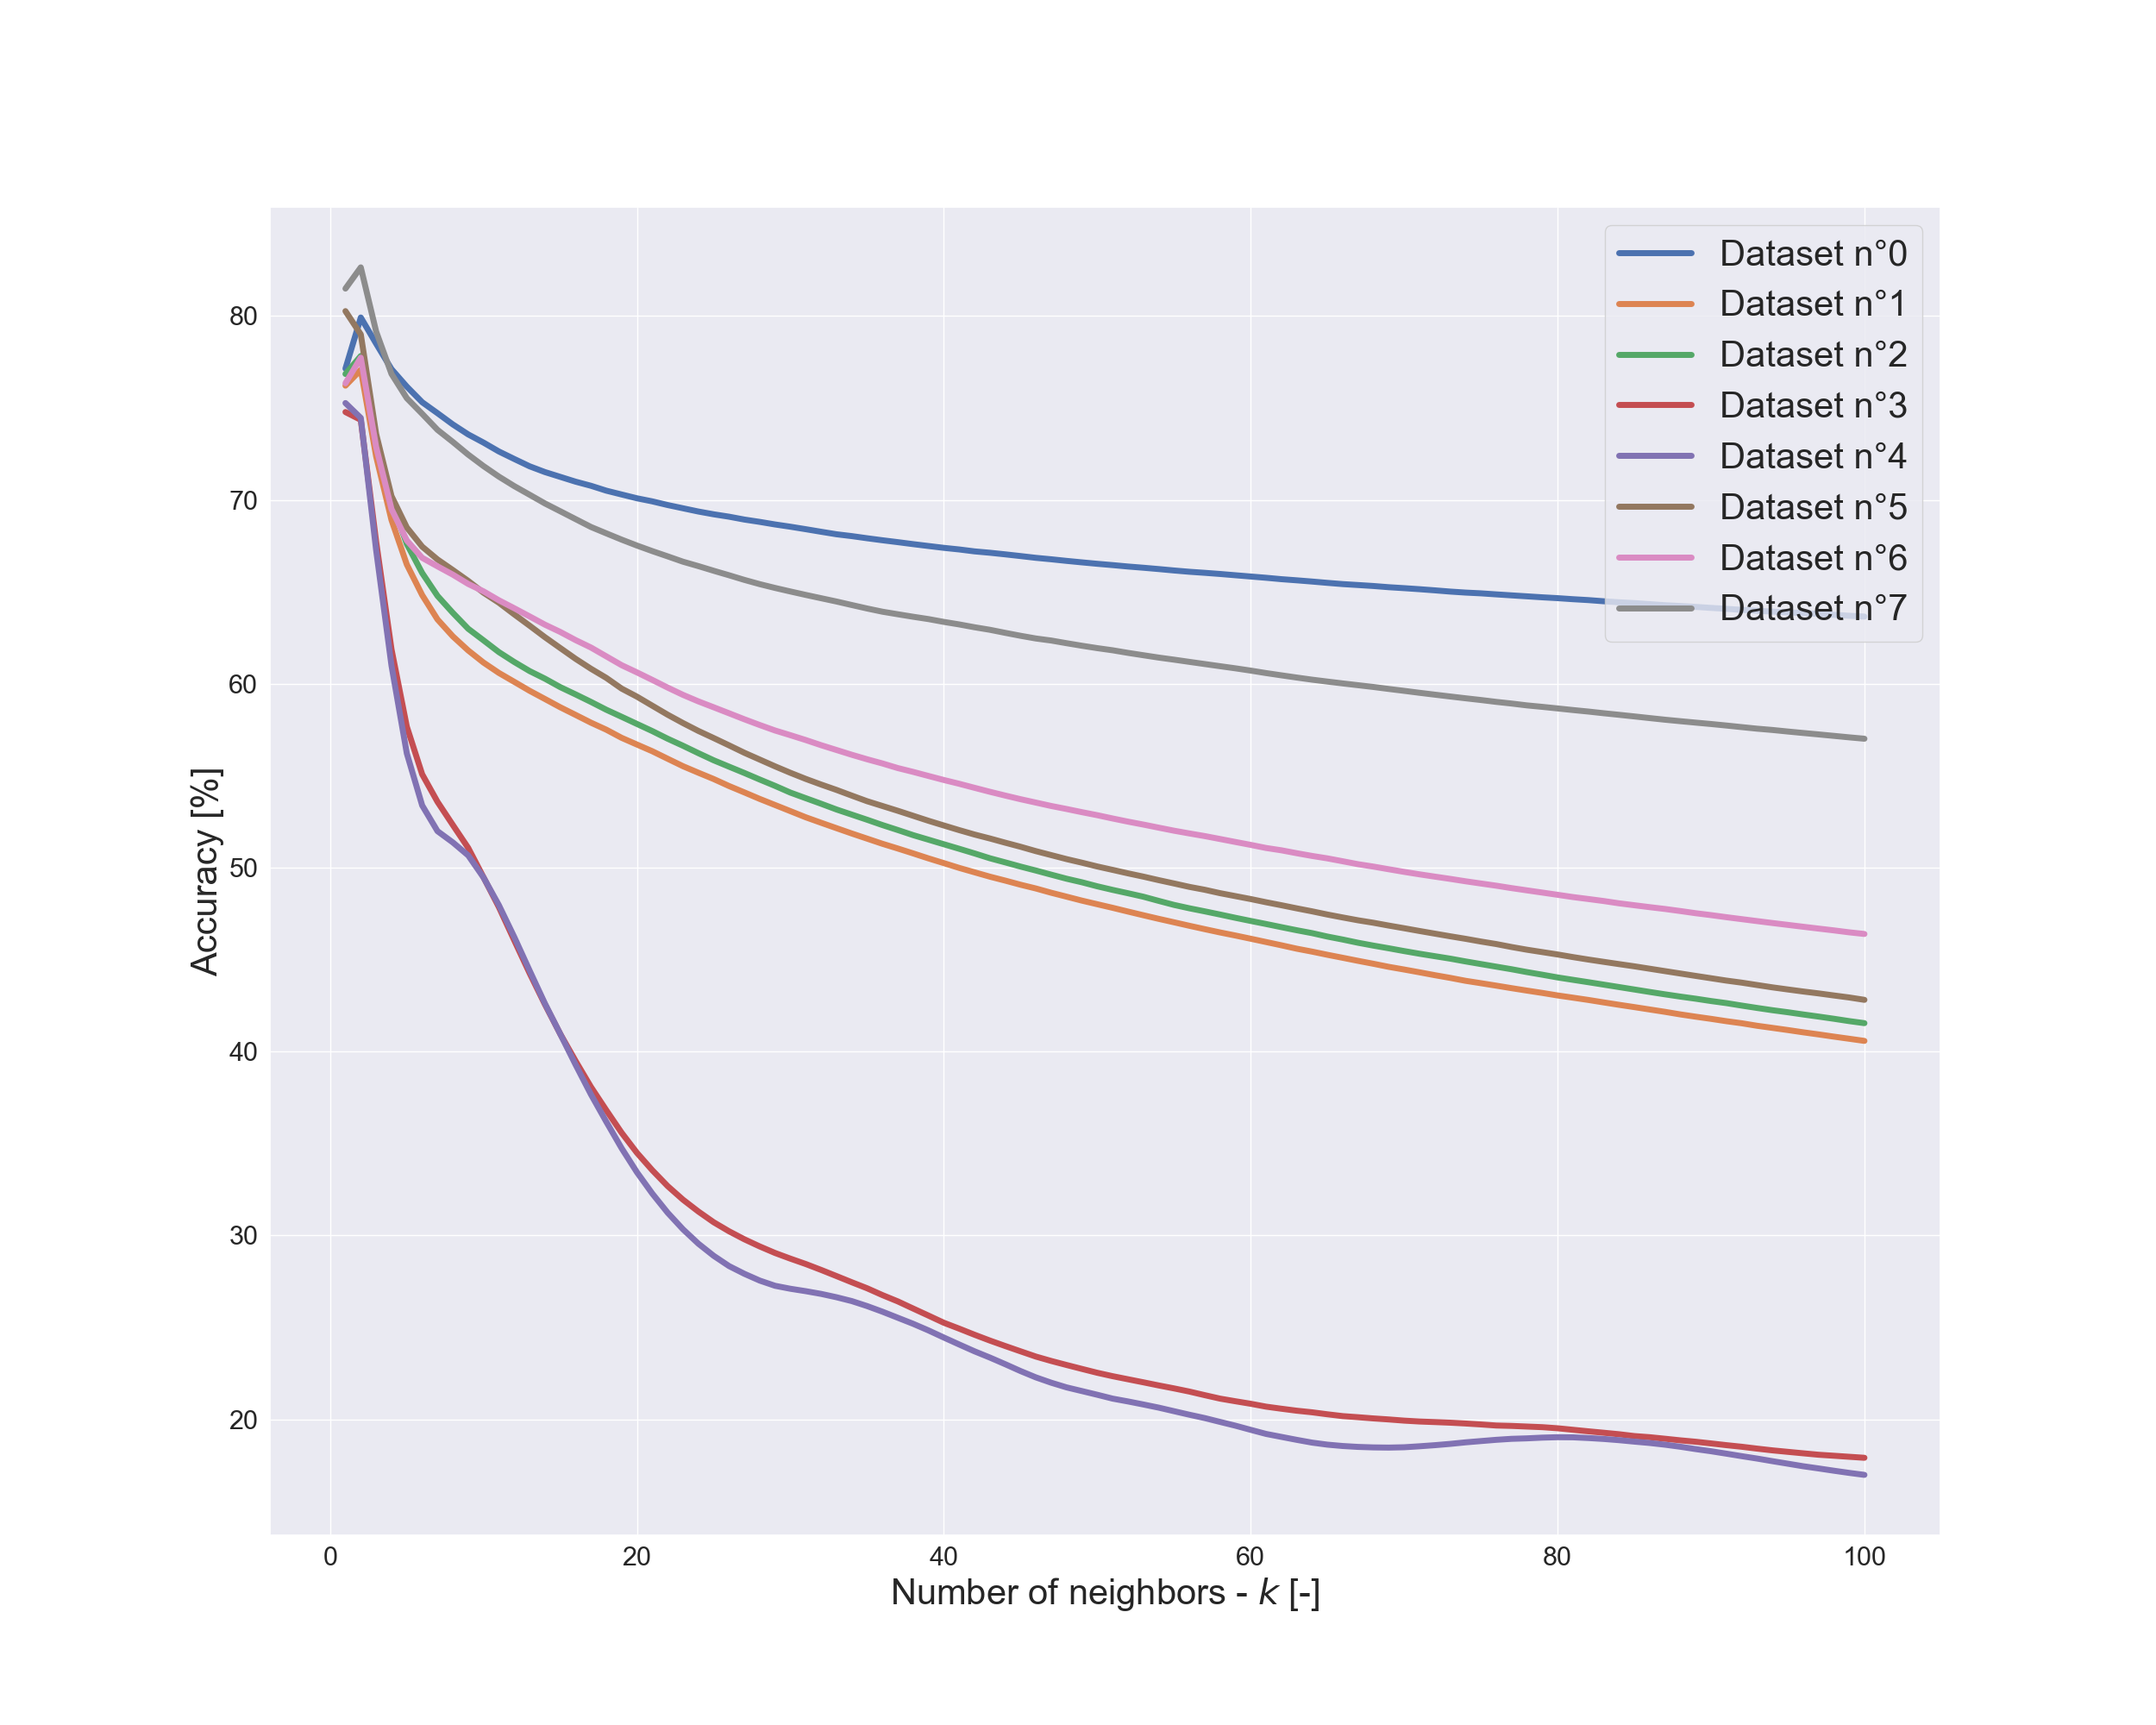 Dataset n°0
Dataset n°1
Dataset n°2
Dataset n°3
Dataset n°4
Dataset n°5
Dataset n°6
Dataset n°7
80
70
60
50
40
30
20
Accuracy [%]
0 20 40 60 80 100
Number of neighbors - k [-]